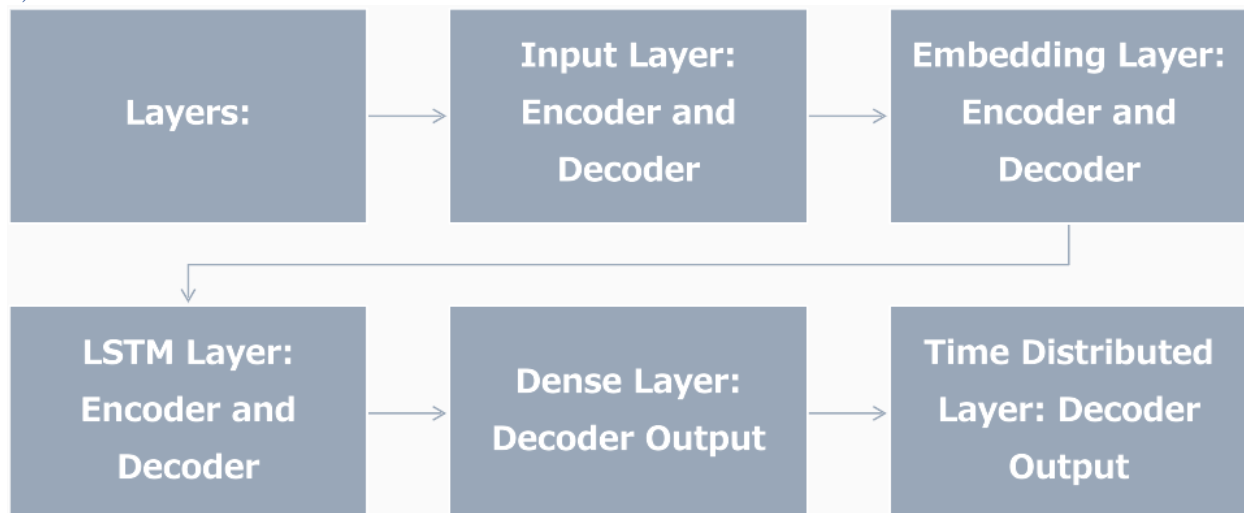 Layers:
Input Layer:
Encoder and
Decoder
Embedding Layer:
Encoder and
Decoder
LSTM Layer:
Encoder and
Decoder
Dense Layer:
Decoder Output
Time Distributed
Layer: Decoder
Output